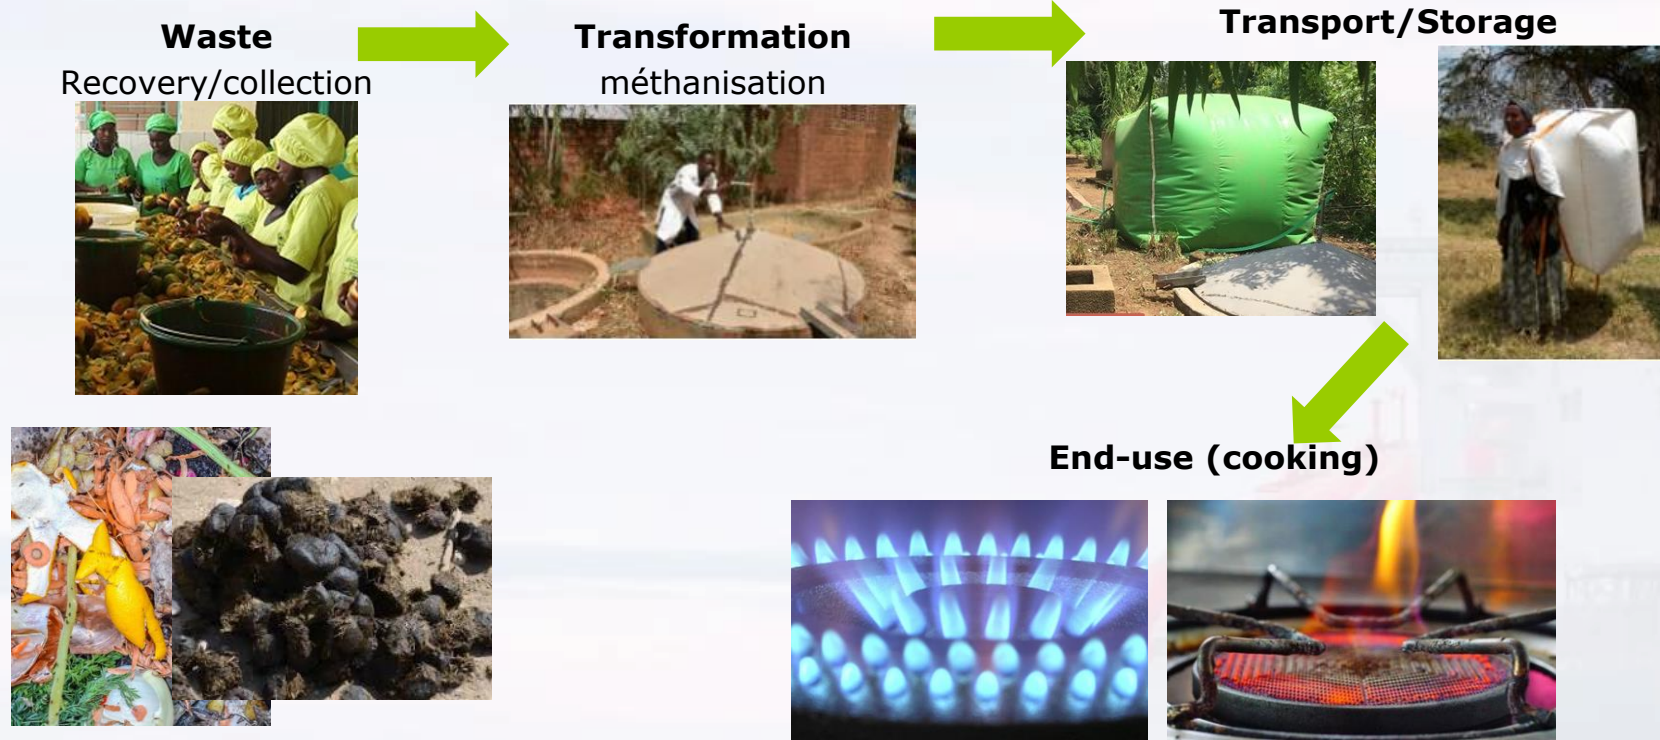 Waste
Recovery/collection
Transformation
méthanisation
Transport/Storage
End-use (cooking)